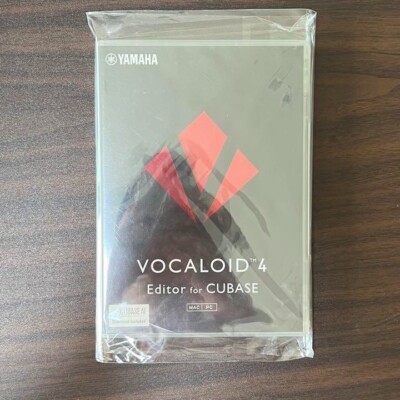 YAMAHA
VOCALOID™4
Editor for CUBASE
MAC | PC